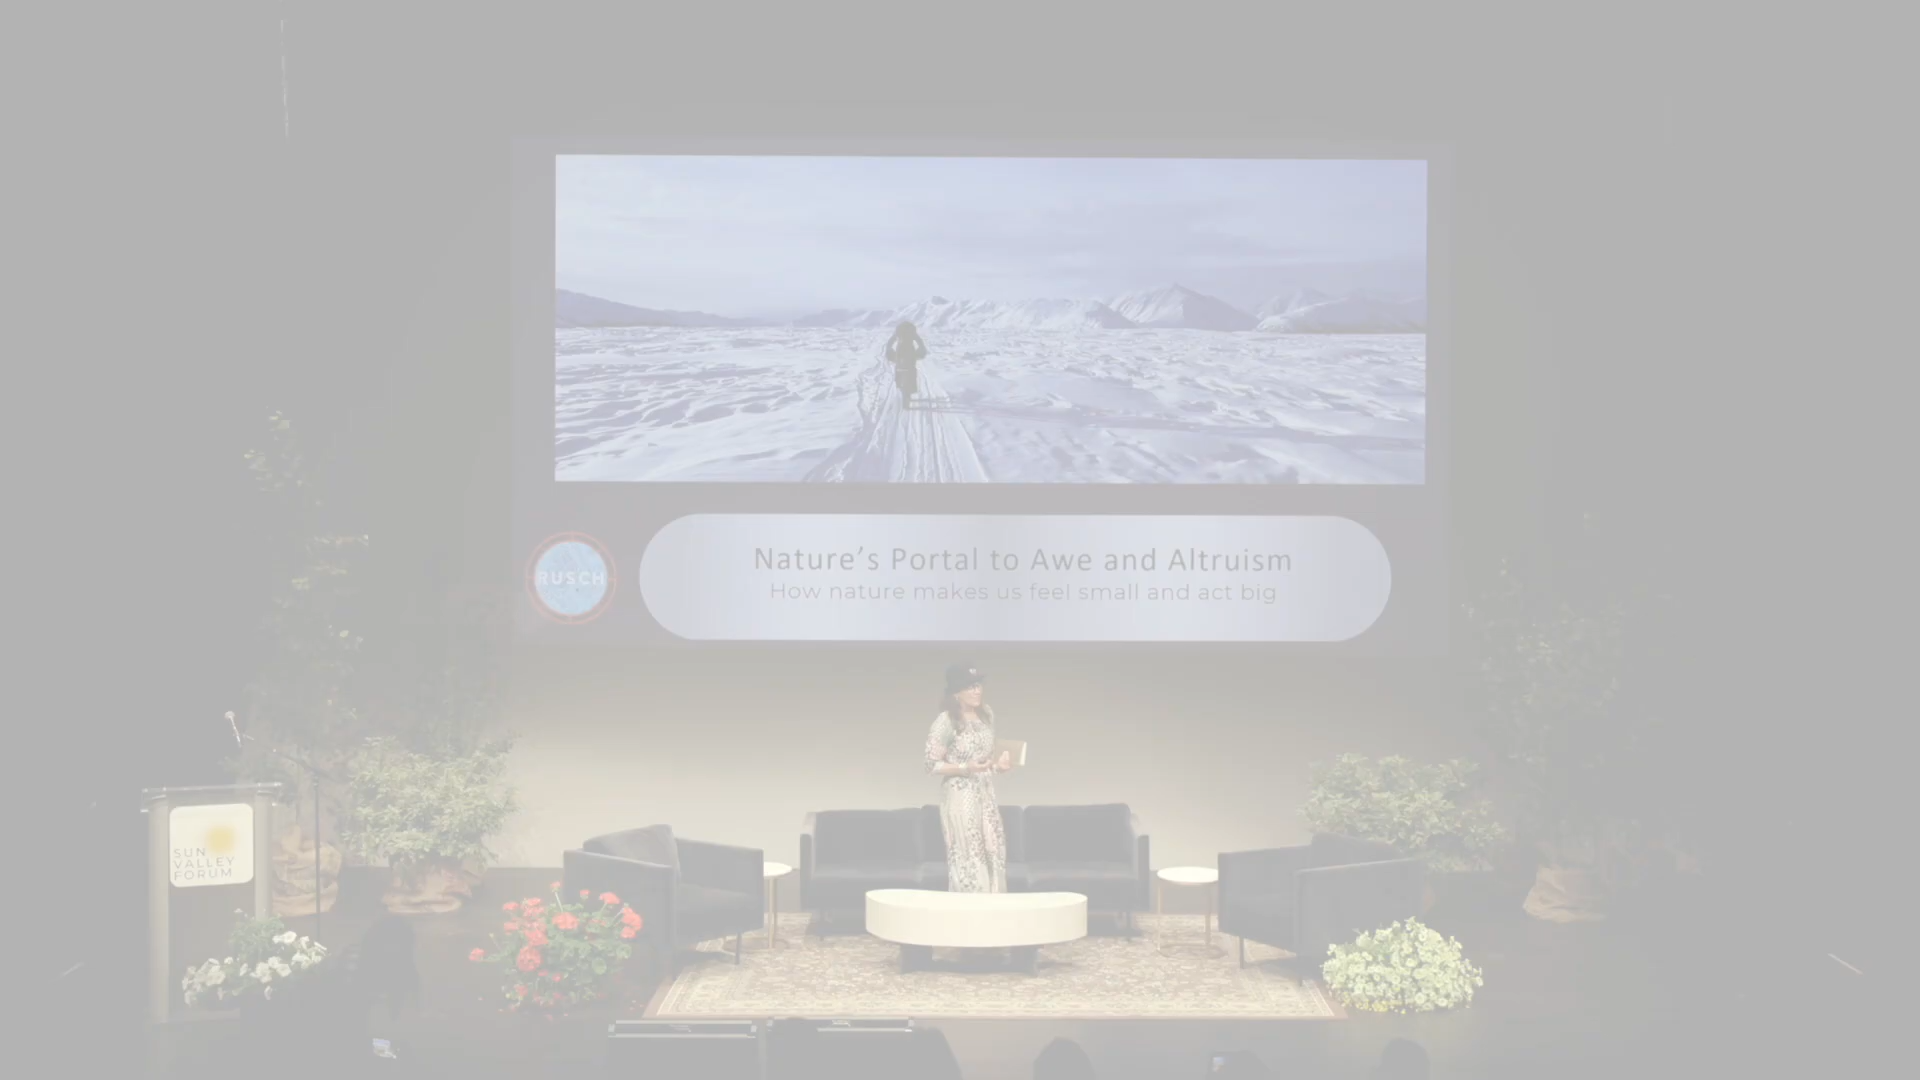 RUSCH
Nature's Portal to Awe and Altruism
How nature makes us feel small and act big
SUN
VALLEY
FORUM